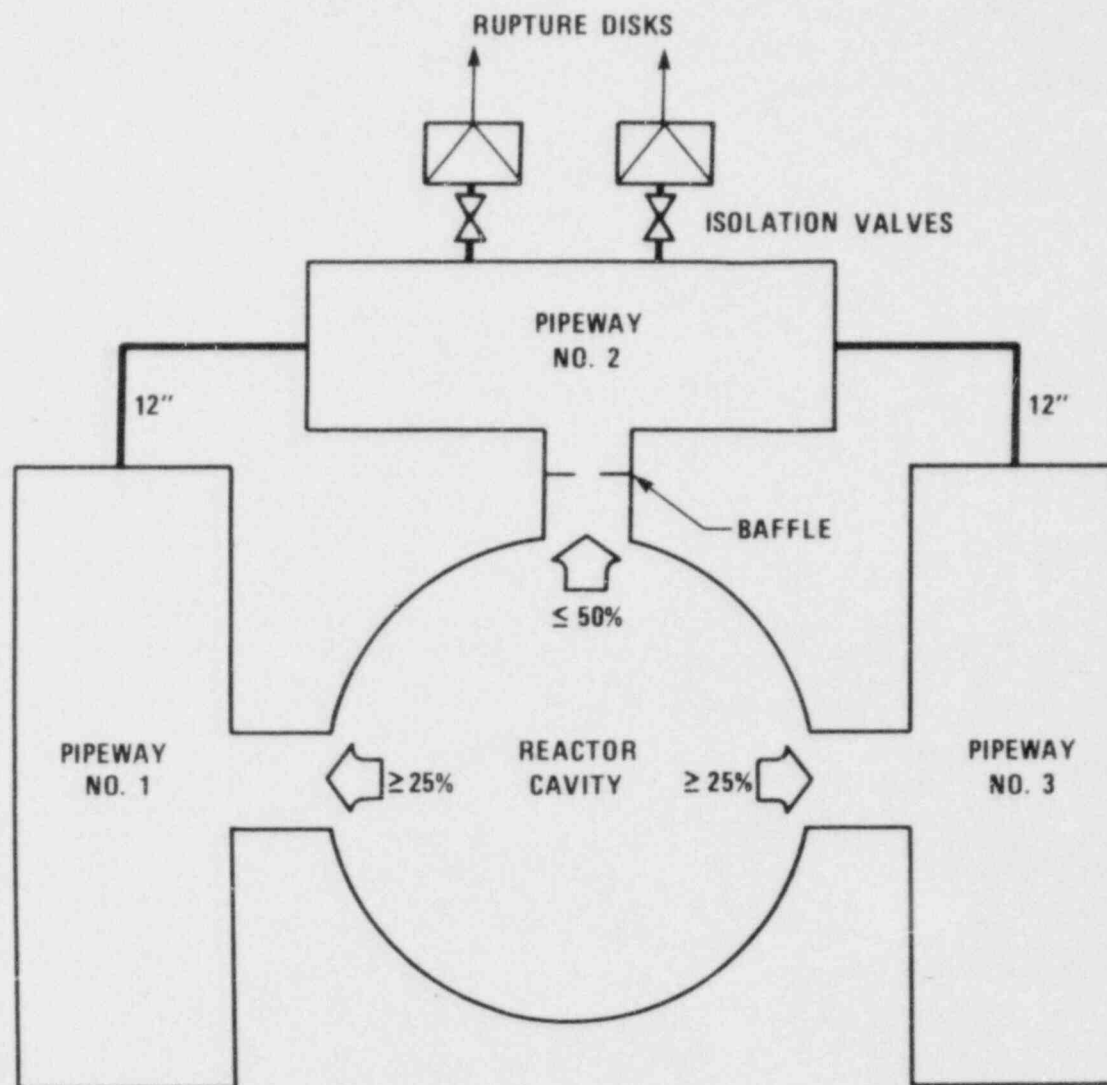 RUPTURE DISKS
ISOLATION VALVES
PIPEWAY
NO. 2
12"
12"
BAFFLE
≤ 50%
PIPEWAY
NO. 1
≥ 25%
REACTOR
CAVITY
≥ 25%
PIPEWAY
NO. 3